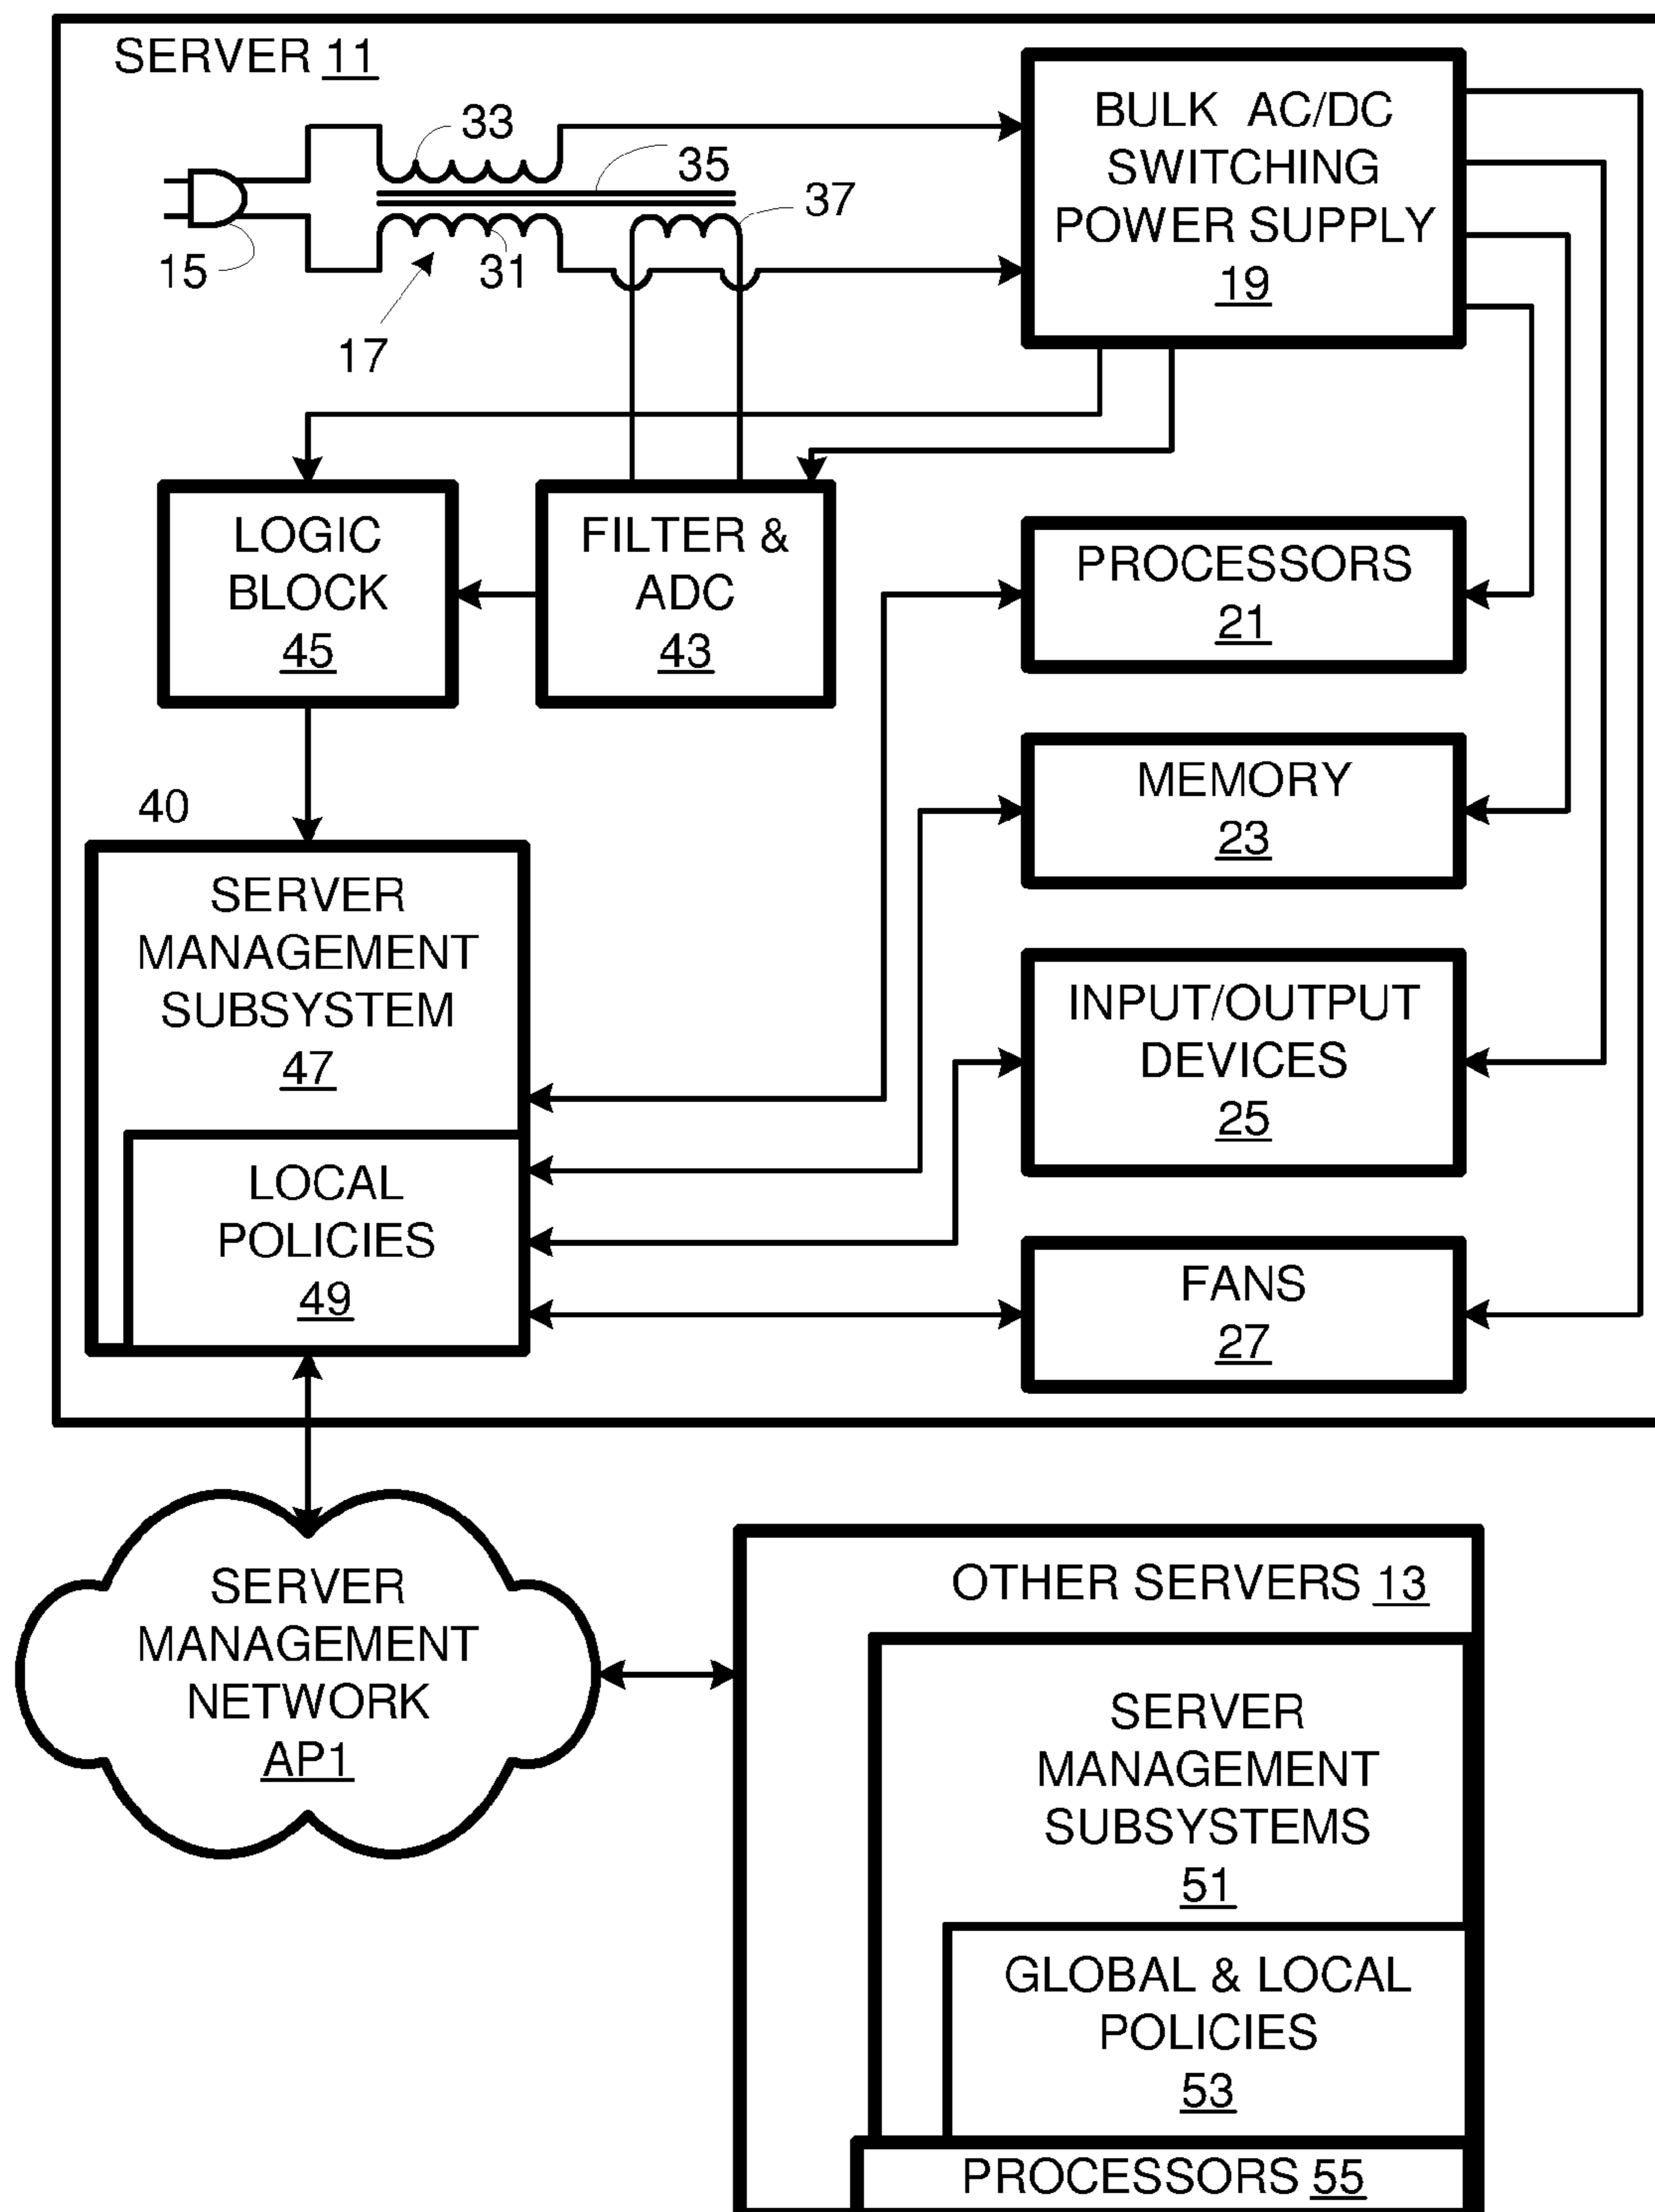 SERVER 11
33
35
37
15
31
17
BULK AC/DC
SWITCHING
POWER SUPPLY
19
LOGIC
BLOCK
45
FILTER &
ADC
43
PROCESSORS
21
MEMORY
23
40
SERVER
MANAGEMENT
SUBSYSTEM
47
LOCAL
POLICIES
49
INPUT/OUTPUT
DEVICES
25
FANS
27
SERVER
MANAGEMENT
NETWORK
AP1
OTHER SERVERS 13
SERVER
MANAGEMENT
SUBSYSTEMS
51
GLOBAL & LOCAL
POLICIES
53
PROCESSORS 55